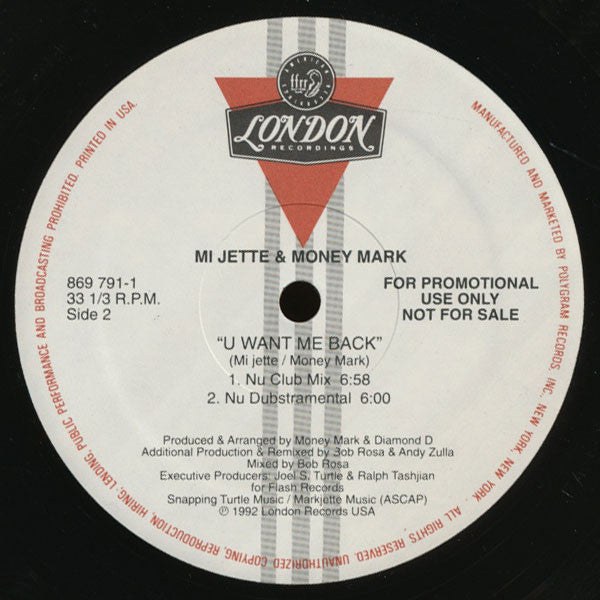 AMERICAN
ffrr
LONDON
RECORDINGS
MI JETTE & MONEY MARK
869 791-1
33 1/3 R.P.M.
Side 2
FOR PROMOTIONAL
USE ONLY
NOT FOR SALE
“U WANT ME BACK”
(Mi jette / Money Mark)
1. Nu Club Mix 6:58
2. Nu Dubstramental 6:00
Produced & Arranged by Money Mark & Diamond D
Additional Production & Remixed by Bob Rosa & Andy Zulla
Mixed by Bob Rosa
Executive Producers: Joel S. Turtle & Ralph Tashjian
for Flash Records
Snapping Turtle Music / Markjette Music (ASCAP)
℗ 1992 London Records USA
MANUFACTURED AND MARKETED BY POLYGRAM RECORDS, INC., NEW YORK, NEW YORK. ALL RIGHTS RESERVED. UNAUTHORIZED COPYING, REPRODUCTION, HIRING, LENDING, PUBLIC PERFORMANCE AND BROADCASTING PROHIBITED. PRINTED IN USA.